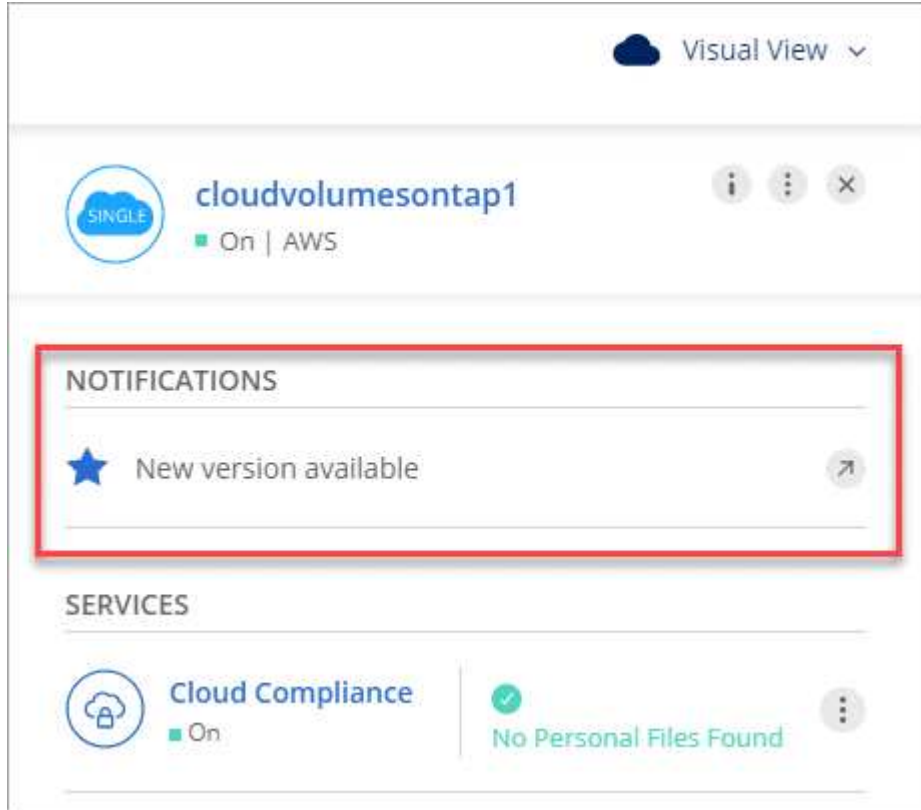 Visual View
SINGLE
cloudvolumesontap1
On | AWS
NOTIFICATIONS
New version available
SERVICES
Cloud Compliance
On
No Personal Files Found